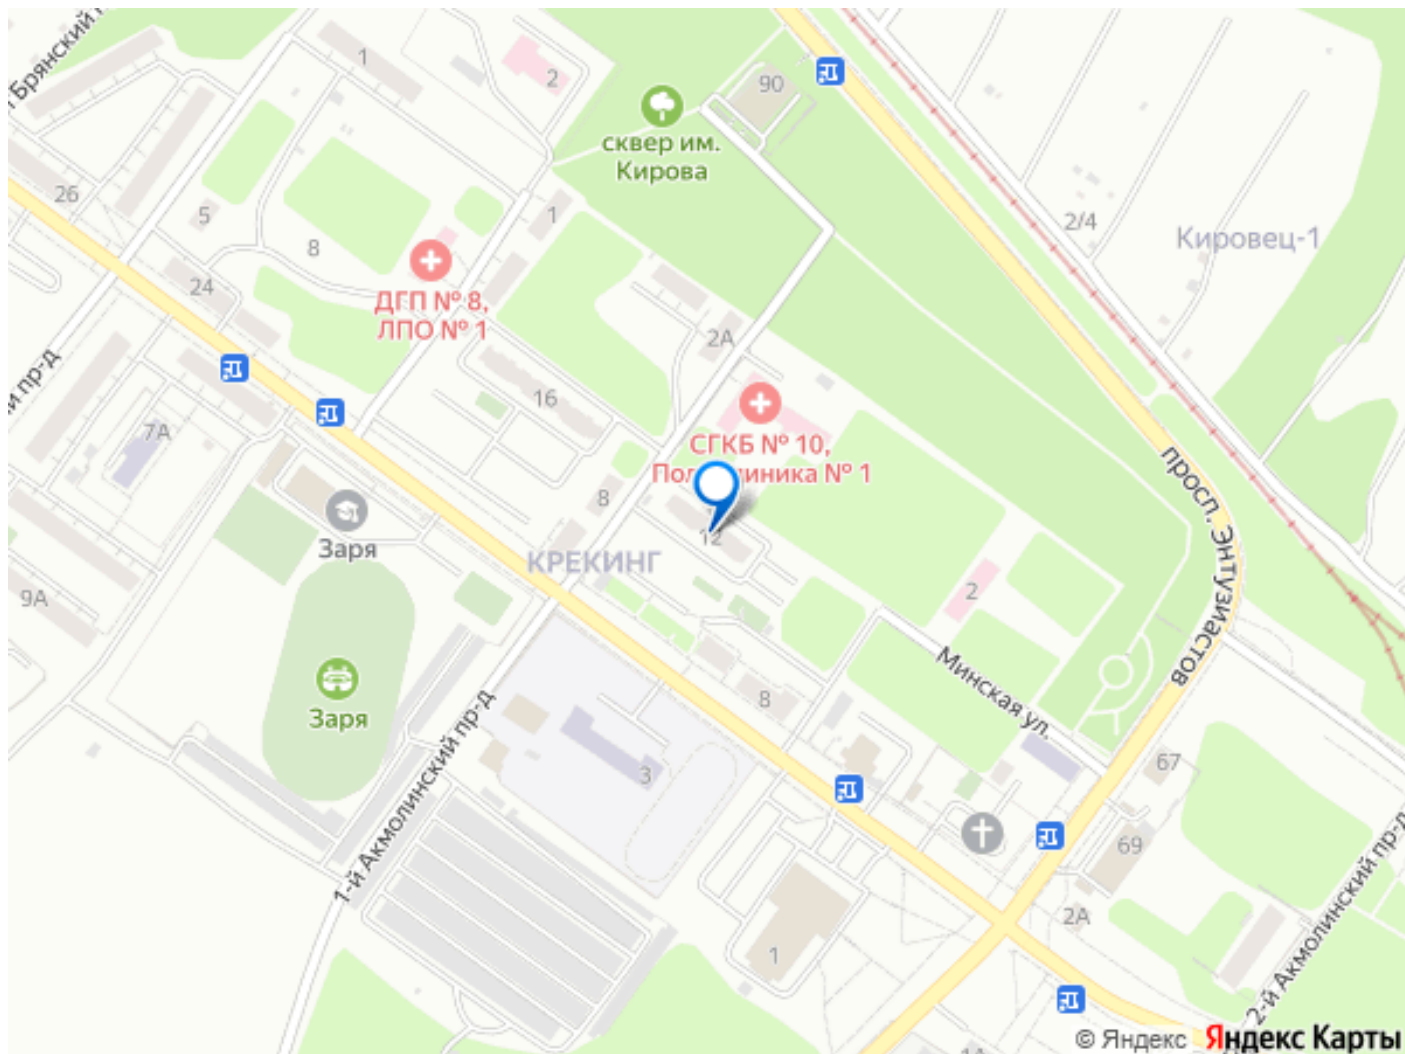 Брянский п
1
2
90
сквер им.
Кирова
26
5
1
2/4
8
Кировец-1
ДГП № 8,
ЛПО № 1
24
2А
й пр-д
16
7А
СГКБ № 10,
Поликлиника № 1
просп. Энтузиастов
8
12
Заря
КРЕКИНГ
9А
2
Минская ул.
Заря
8
1-й Акмолинский пр-д
3
67
69
2-й Акмолинский пр-д
2А
1
© Яндекс Яндекс Карты